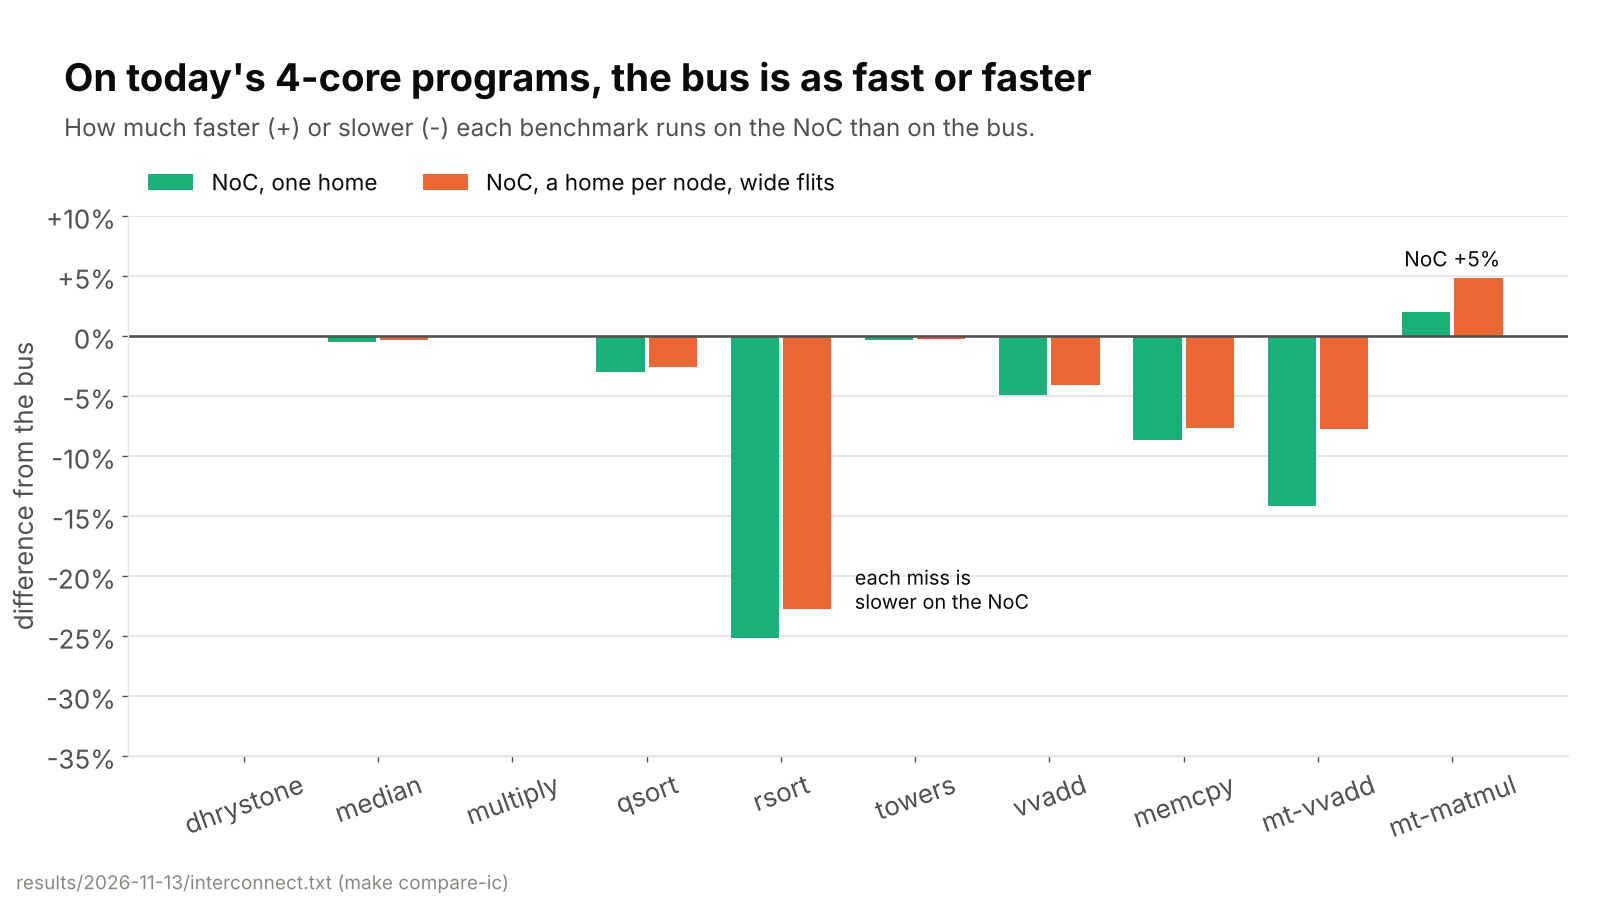 On today's 4-core programs, the bus is as fast or faster
How much faster (+) or slower (-) each benchmark runs on the NoC than on the bus.
NoC, one home
NoC, a home per node, wide flits
+10%
+5%
0%
-5%
-10%
-15%
-20%
-25%
-30%
-35%
difference from the bus
NoC +5%
each miss is
slower on the NoC
dhrystone
median
multiply
qsort
rsort
towers
vvadd
memcpy
mt-vvadd
mt-matmul
results/2026-11-13/interconnect.txt (make compare-ic)